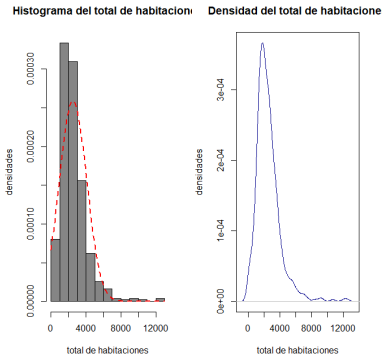 Histograma del total de habitacione
densidades
0.00000
0.00010
0.00020
0.00030
0
4000
8000
12000
total de habitaciones
Densidad del total de habitacione
densidades
0e+00
1e-04
2e-04
3e-04
0
4000
8000
12000
total de habitaciones